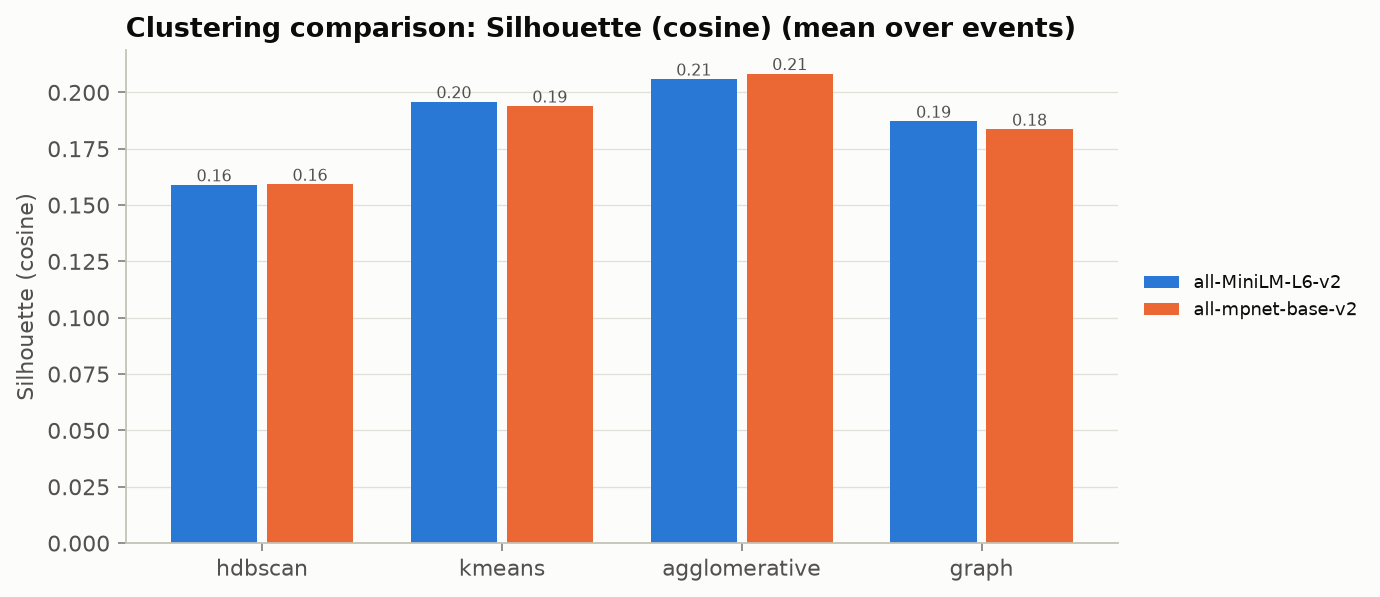 Clustering comparison: Silhouette (cosine) (mean over events)
Silhouette (cosine)
0.200
0.175
0.150
0.125
0.100
0.075
0.050
0.025
0.000
0.16 0.16 0.20 0.19 0.21 0.21 0.19 0.18
hdbscan kmeans agglomerative graph
all-MiniLM-L6-v2
all-mpnet-base-v2